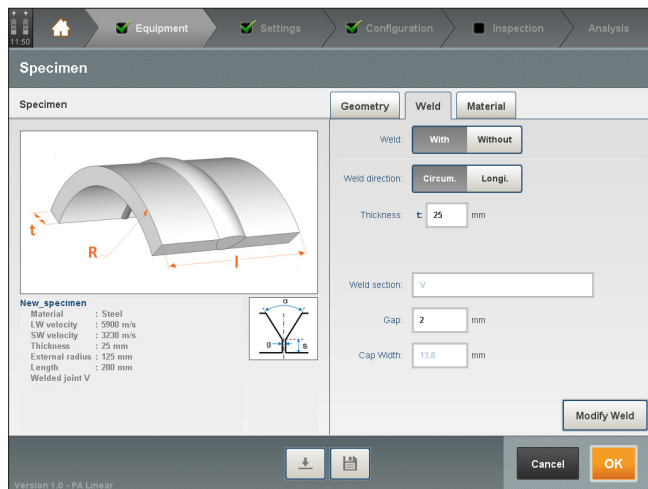 11:50
Equipment
Settings
Configuration
Inspection
Analysis
Specimen
Specimen
Geometry
Weld
Material
t
R
l
New_specimen
Material : Steel
LW velocity : 5900 m/s
SW velocity : 3230 m/s
Thickness : 25 mm
External radius : 125 mm
Length : 200 mm
Welded joint V
α
g
s
Weld: With Without
Weld direction: Circum. Longi.
Thickness: t: 25 mm
Weld section: V
Gap: 2 mm
Cap Width: 13.8 mm
Modify Weld
Cancel
OK
Version 1.0 - PA Linear